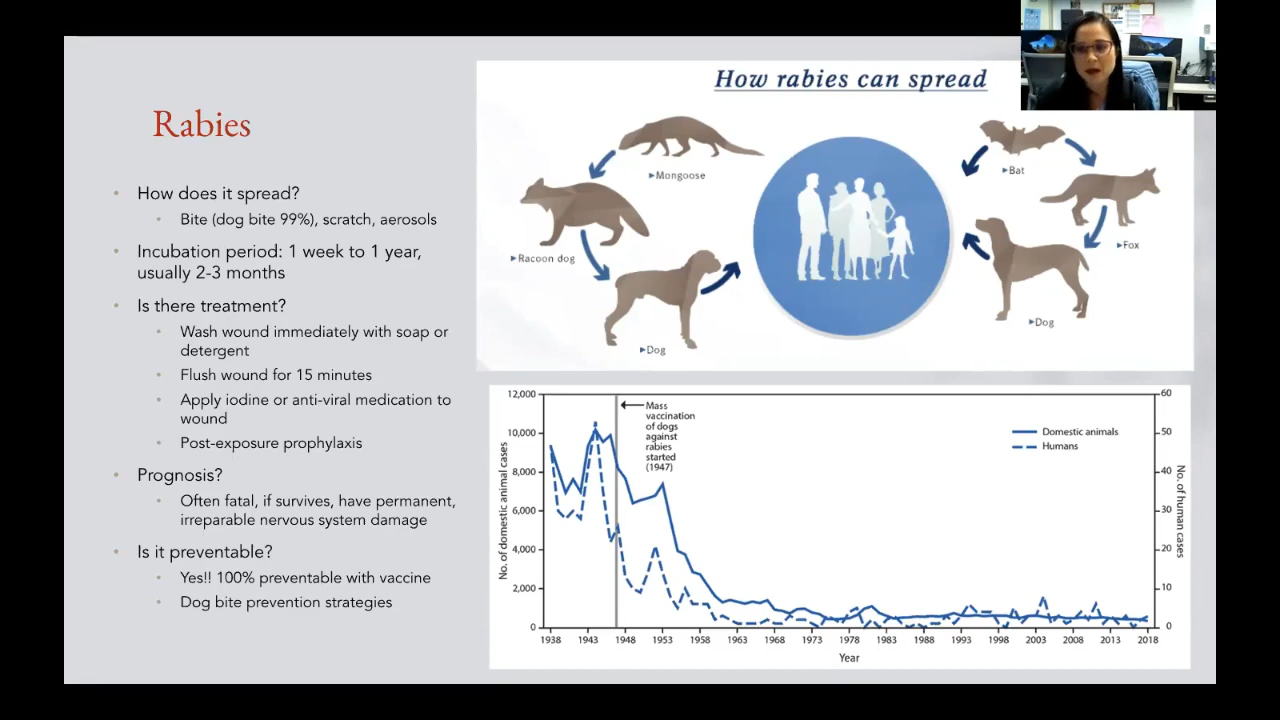 Rabies
• How does it spread?
• Bite (dog bite 99%), scratch, aerosols
• Incubation period: 1 week to 1 year,
usually 2-3 months
• Is there treatment?
• Wash wound immediately with soap or
detergent
• Flush wound for 15 minutes
• Apply iodine or anti-viral medication to
wound
• Post-exposure prophylaxis
• Prognosis?
• Often fatal, if survives, have permanent,
irreparable nervous system damage
• Is it preventable?
• Yes!! 100% preventable with vaccine
• Dog bite prevention strategies
How rabies can spread
Mongoose
Racoon dog
Dog
Bat
Fox
Dog
12,000
10,000
8,000
6,000
4,000
2,000
0
No. of domestic animal cases
Mass
vaccination
of dogs
against
rabies
started
(1947)
Domestic animals
Humans
60
50
40
30
20
10
0
No. of human cases
1938 1943 1948 1953 1958 1963 1968 1973 1978 1983 1988 1993 1998 2003 2008 2013 2018
Year